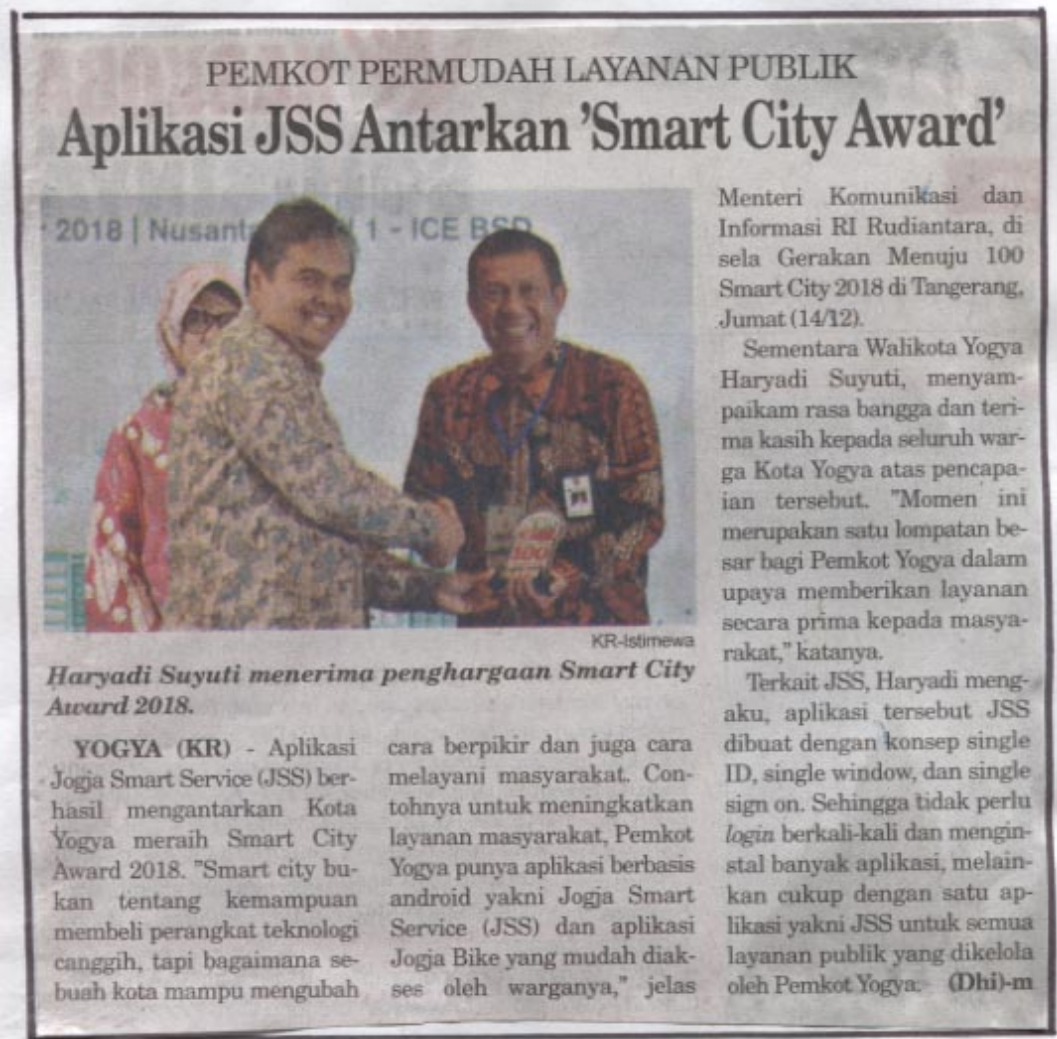 PEMKOT PERMUDAH LAYANAN PUBLIK
Aplikasi JSS Antarkan 'Smart City Award'
2018 | Nusant 1 - ICE BSD
100
KR-Istimewa
Haryadi Suyuti menerima penghargaan Smart City
Award 2018.
YOGYA (KR) - Aplikasi
Jogja Smart Service (JSS) ber-
hasil mengantarkan Kota
Yogya meraih Smart City
Award 2018. "Smart city bu-
kan tentang kemampuan
membeli perangkat teknologi
canggih, tapi bagaimana se-
buah kota mampu mengubah
cara berpikir dan juga cara
melayani masyarakat. Con-
tohnya untuk meningkatkan
layanan masyarakat, Pemkot
Yogya punya aplikasi berbasis
android yakni Jogja Smart
Service (JSS) dan aplikasi
Jogja Bike yang mudah diak-
ses oleh warganya," jelas
Menteri Komunikasi dan
Informasi RI Rudiantara, di
sela Gerakan Menuju 100
Smart City 2018 di Tangerang,
Jumat (14/12).
Sementara Walikota Yogya
Haryadi Suyuti, menyam-
paikam rasa bangga dan teri-
ma kasih kepada seluruh war-
ga Kota Yogya atas pencapa-
ian tersebut. "Momen ini
merupakan satu lompatan be-
sar bagi Pemkot Yogya dalam
upaya memberikan layanan
secara prima kepada masya-
rakat," katanya.
Terkait JSS, Haryadi meng-
aku, aplikasi tersebut JSS
dibuat dengan konsep single
ID, single window, dan single
sign on. Sehingga tidak perlu
login berkali-kali dan mengin-
stal banyak aplikasi, melain-
kan cukup dengan satu ap-
likasi yakni JSS untuk semua
layanan publik yang dikelola
oleh Pemkot Yogya. (Dhi)-m